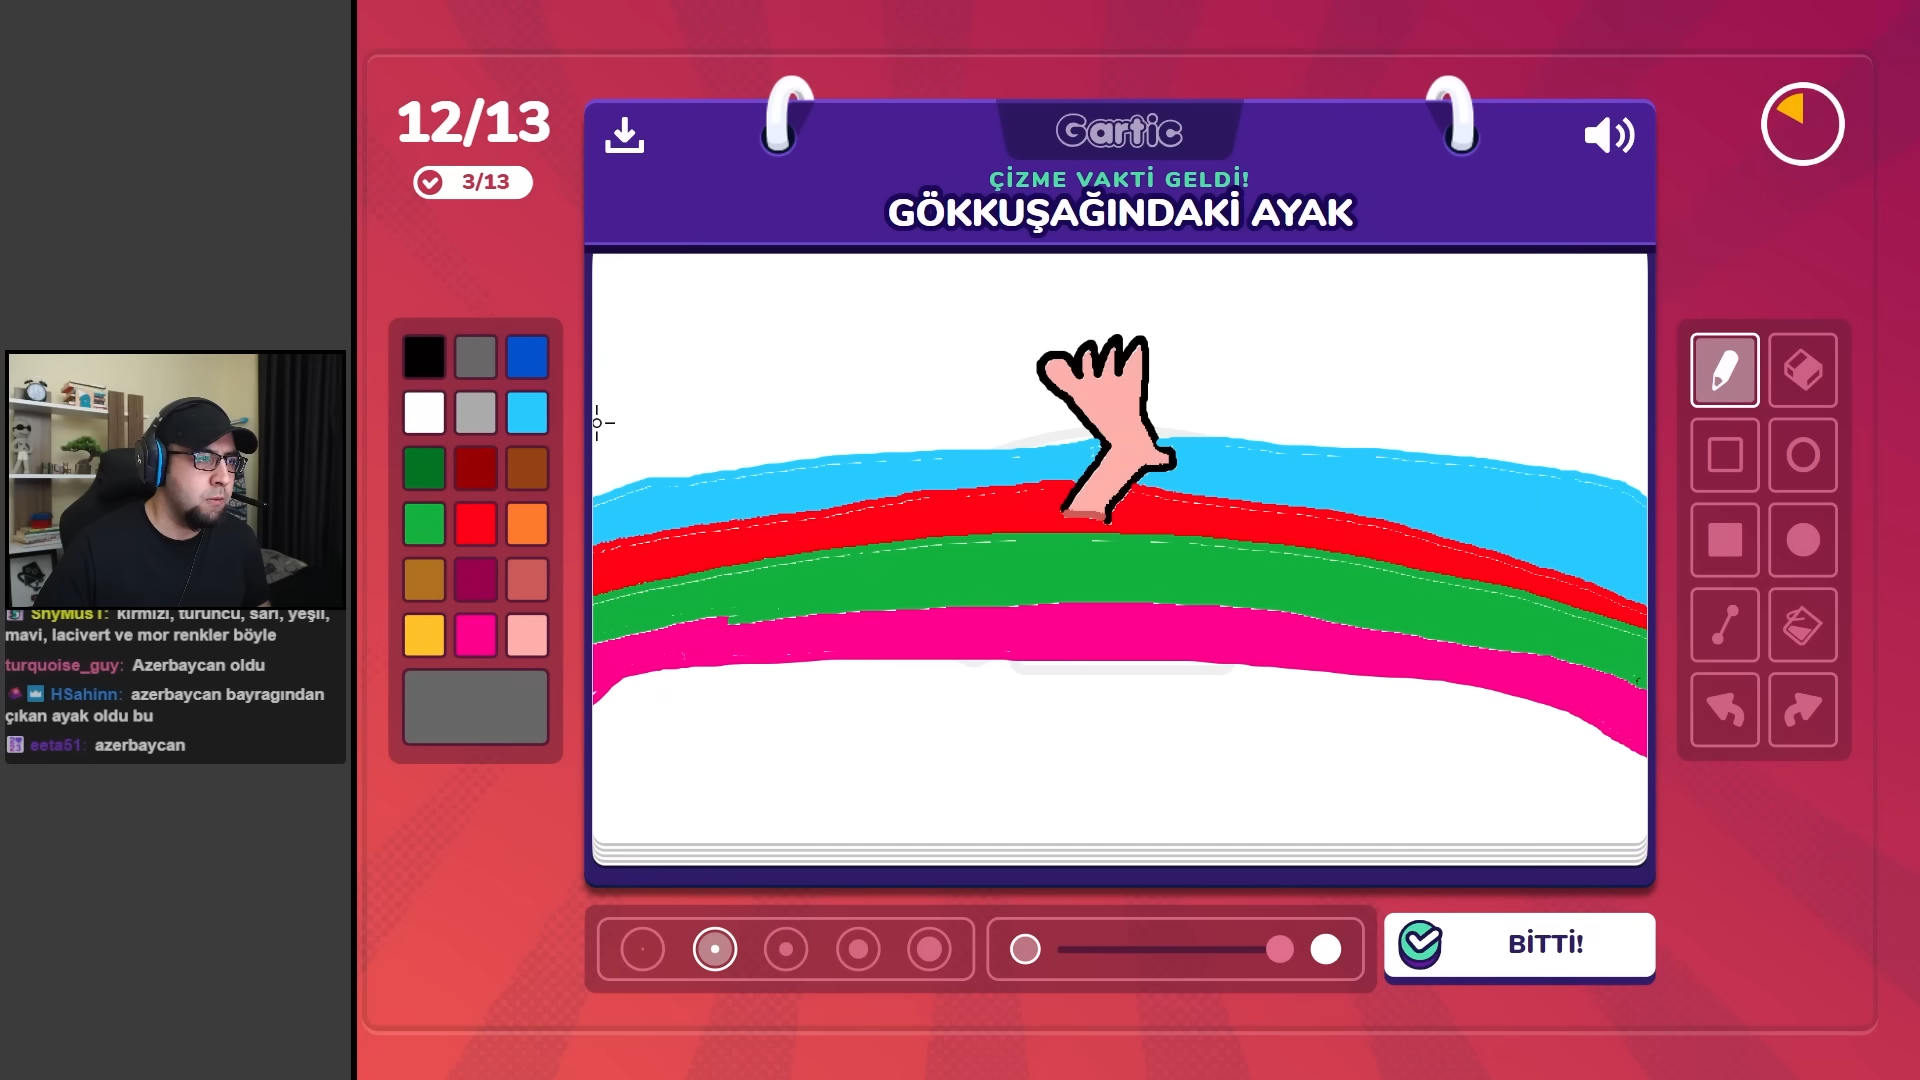 12/13
3/13
Gartic
ÇİZME VAKTİ GELDİ!
GÖKKUŞAĞINDAKİ AYAK
ShyMusT: kırmızı, turuncu, sarı, yeşil,
mavi, lacivert ve mor renkler böyle
turquoise_guy: Azerbaycan oldu
HSahinn: azerbaycan bayragından
çıkan ayak oldu bu
eeta51: azerbaycan
BİTTİ!